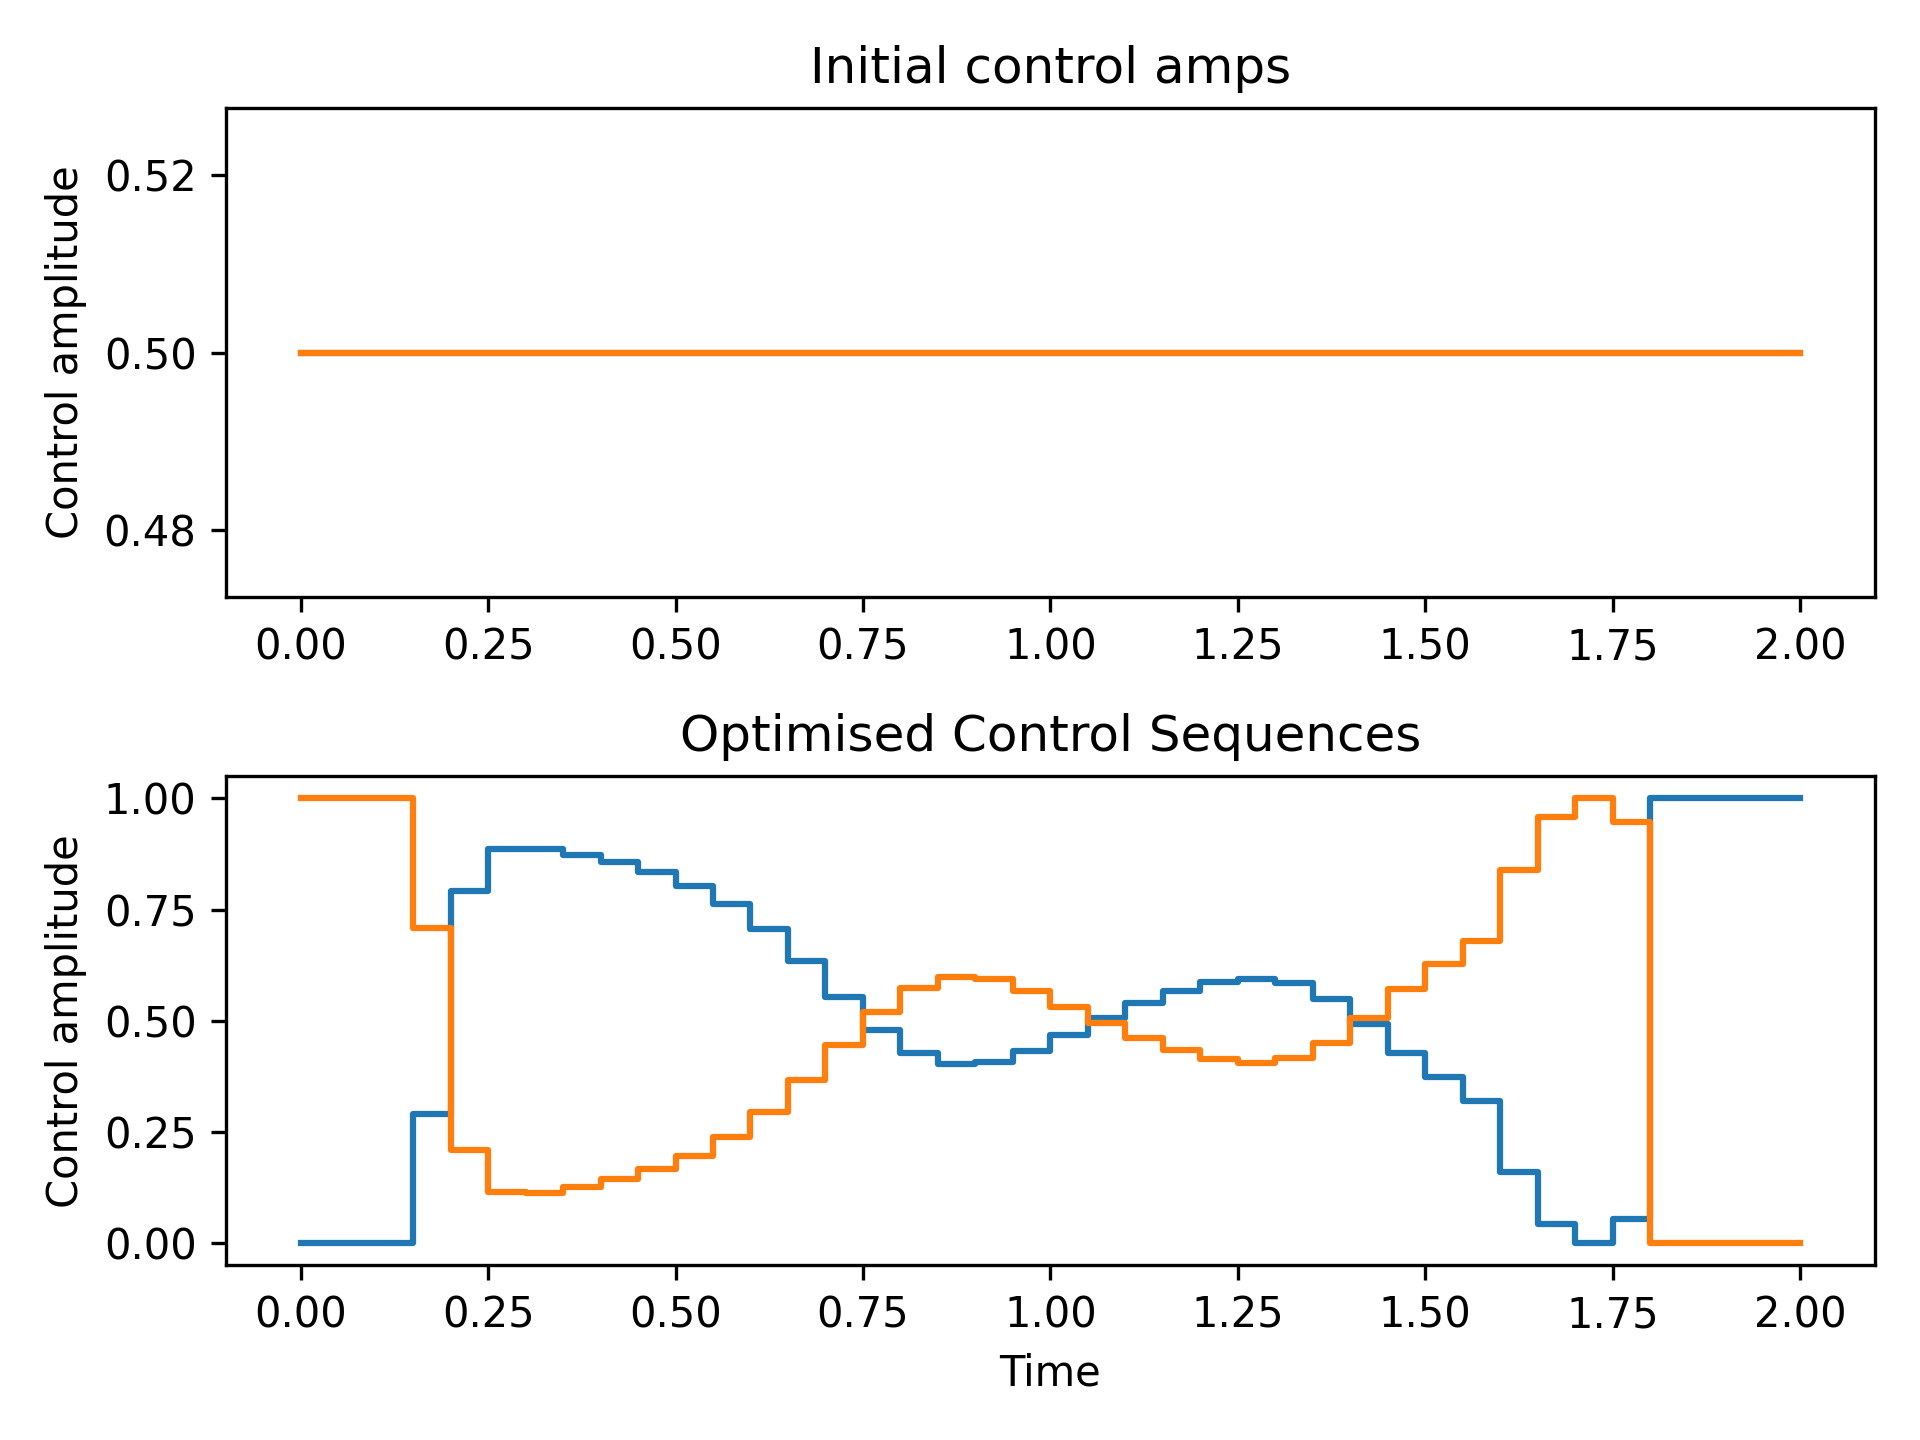 Initial control amps
Control amplitude
0.52
0.50
0.48
0.00 0.25 0.50 0.75 1.00 1.25 1.50 1.75 2.00
Optimised Control Sequences
Control amplitude
1.00
0.75
0.50
0.25
0.00
0.00 0.25 0.50 0.75 1.00 1.25 1.50 1.75 2.00
Time